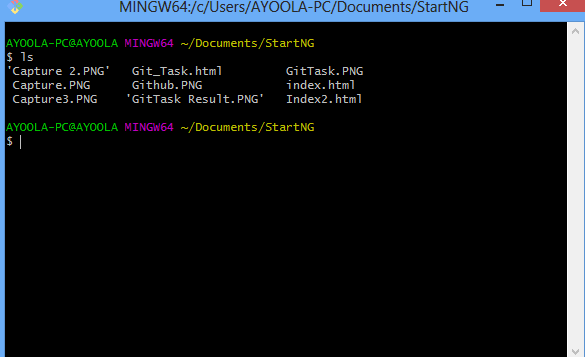 MINGW64:/c/Users/AYOOLA-PC/Documents/StartNG
AYOOLA-PC@AYOOLA MINGW64 ~/Documents/StartNG
$ ls
'Capture 2.PNG'   Git_Task.html         GitTask.PNG
 Capture.PNG      Github.PNG            index.html
 Capture3.PNG    'GitTask Result.PNG'   Index2.html
AYOOLA-PC@AYOOLA MINGW64 ~/Documents/StartNG
$